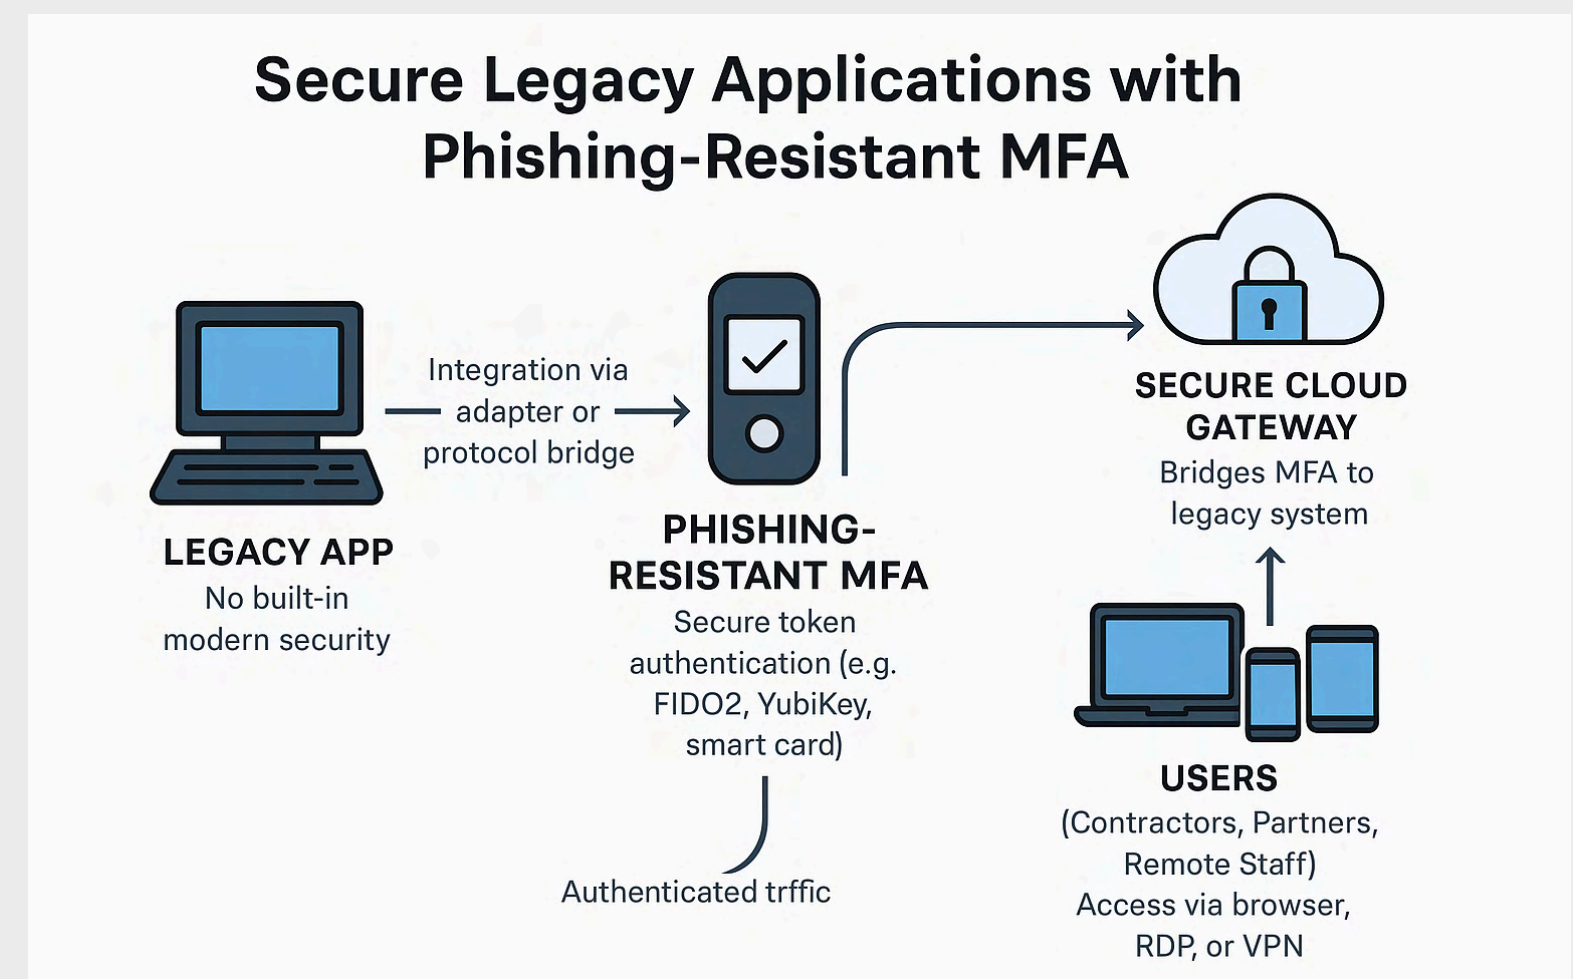 Secure Legacy Applications with
Phishing-Resistant MFA
Integration via
adapter or
protocol bridge
LEGACY APP
No built-in
modern security
PHISHING-
RESISTANT MFA
Secure token
authentication (e.g.
FIDO2, YubiKey,
smart card)
Authenticated trffic
SECURE CLOUD
GATEWAY
Bridges MFA to
legacy system
USERS
(Contractors, Partners,
Remote Staff)
Access via browser,
RDP, or VPN